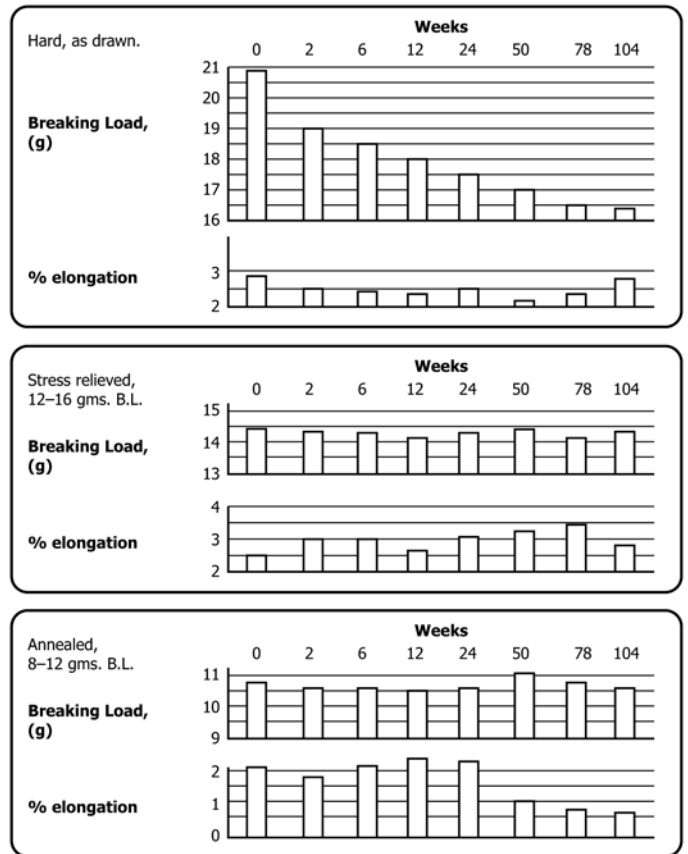 Weeks
Hard, as drawn.
0 2 6 12 24 50 78 104
21
20
Breaking Load,
(g)
19
18
17
16
% elongation
3
2
Weeks
Stress relieved,
12–16 gms. B.L.
0 2 6 12 24 50 78 104
15
Breaking Load,
(g)
14
13
4
% elongation
3
2
Weeks
Annealed,
8–12 gms. B.L.
0 2 6 12 24 50 78 104
11
Breaking Load,
(g)
10
9
2
1
% elongation
0